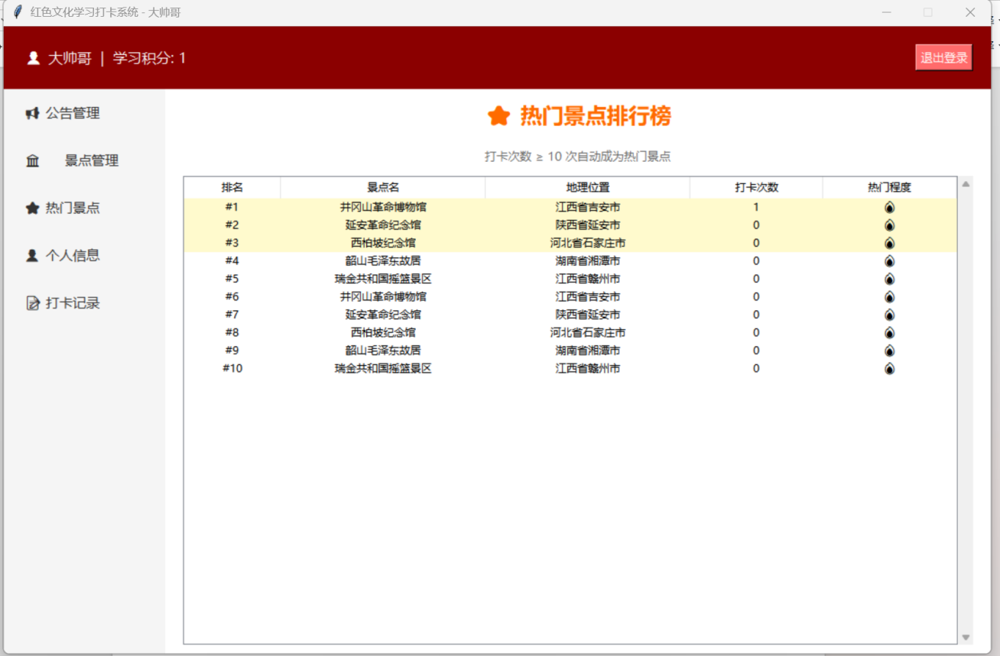 红色文化学习打卡系统 - 大帅哥
大帅哥 | 学习积分: 1
退出登录
公告管理
景点管理
热门景点
个人信息
打卡记录
热门景点排行榜
打卡次数 ≥ 10 次自动成为热门景点
排名 景点名 地理位置 打卡次数 热门程度
#1 井冈山革命博物馆 江西省吉安市 1
#2 延安革命纪念馆 陕西省延安市 0
#3 西柏坡纪念馆 河北省石家庄市 0
#4 韶山毛泽东故居 湖南省湘潭市 0
#5 瑞金共和国摇篮景区 江西省赣州市 0
#6 井冈山革命博物馆 江西省吉安市 0
#7 延安革命纪念馆 陕西省延安市 0
#8 西柏坡纪念馆 河北省石家庄市 0
#9 韶山毛泽东故居 湖南省湘潭市 0
#10 瑞金共和国摇篮景区 江西省赣州市 0